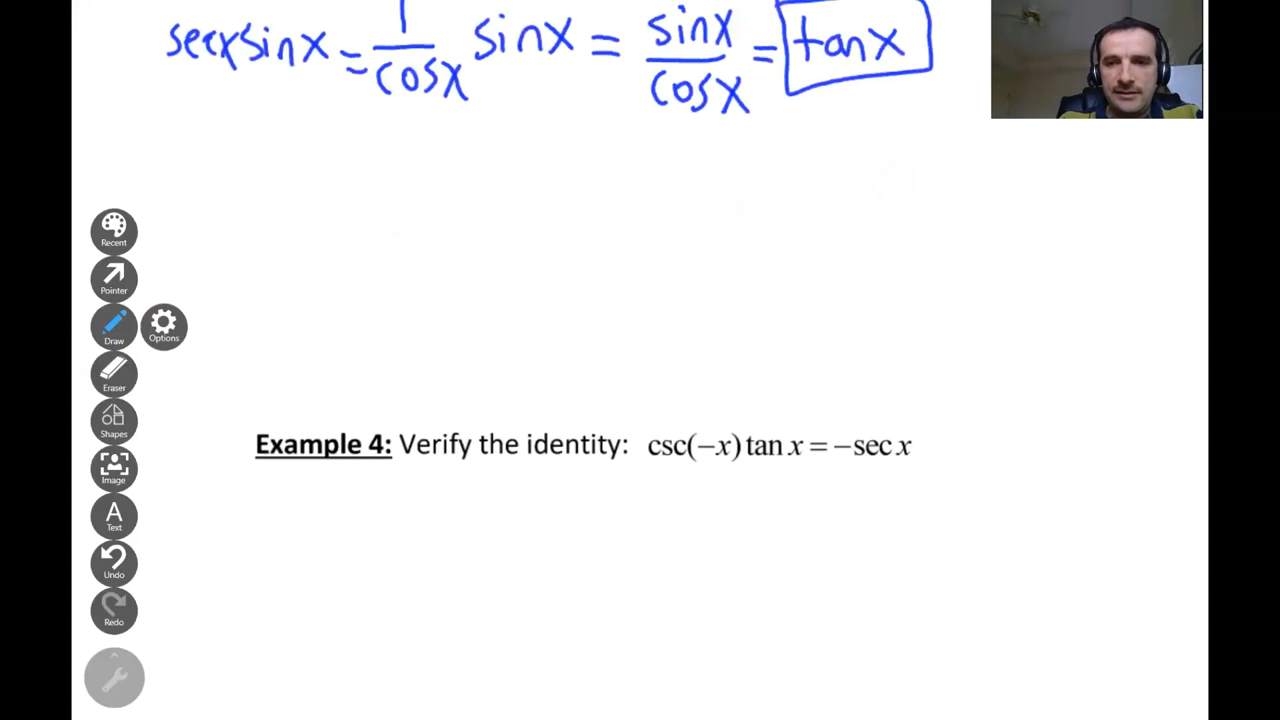 secx sinx = 1/cosx sinx = sinx/cosx = tanx
Recent
Pointer
Draw
Options
Eraser
Shapes
Image
A
Text
Undo
Redo
Example 4: Verify the identity: csc(−x) tan x = −sec x